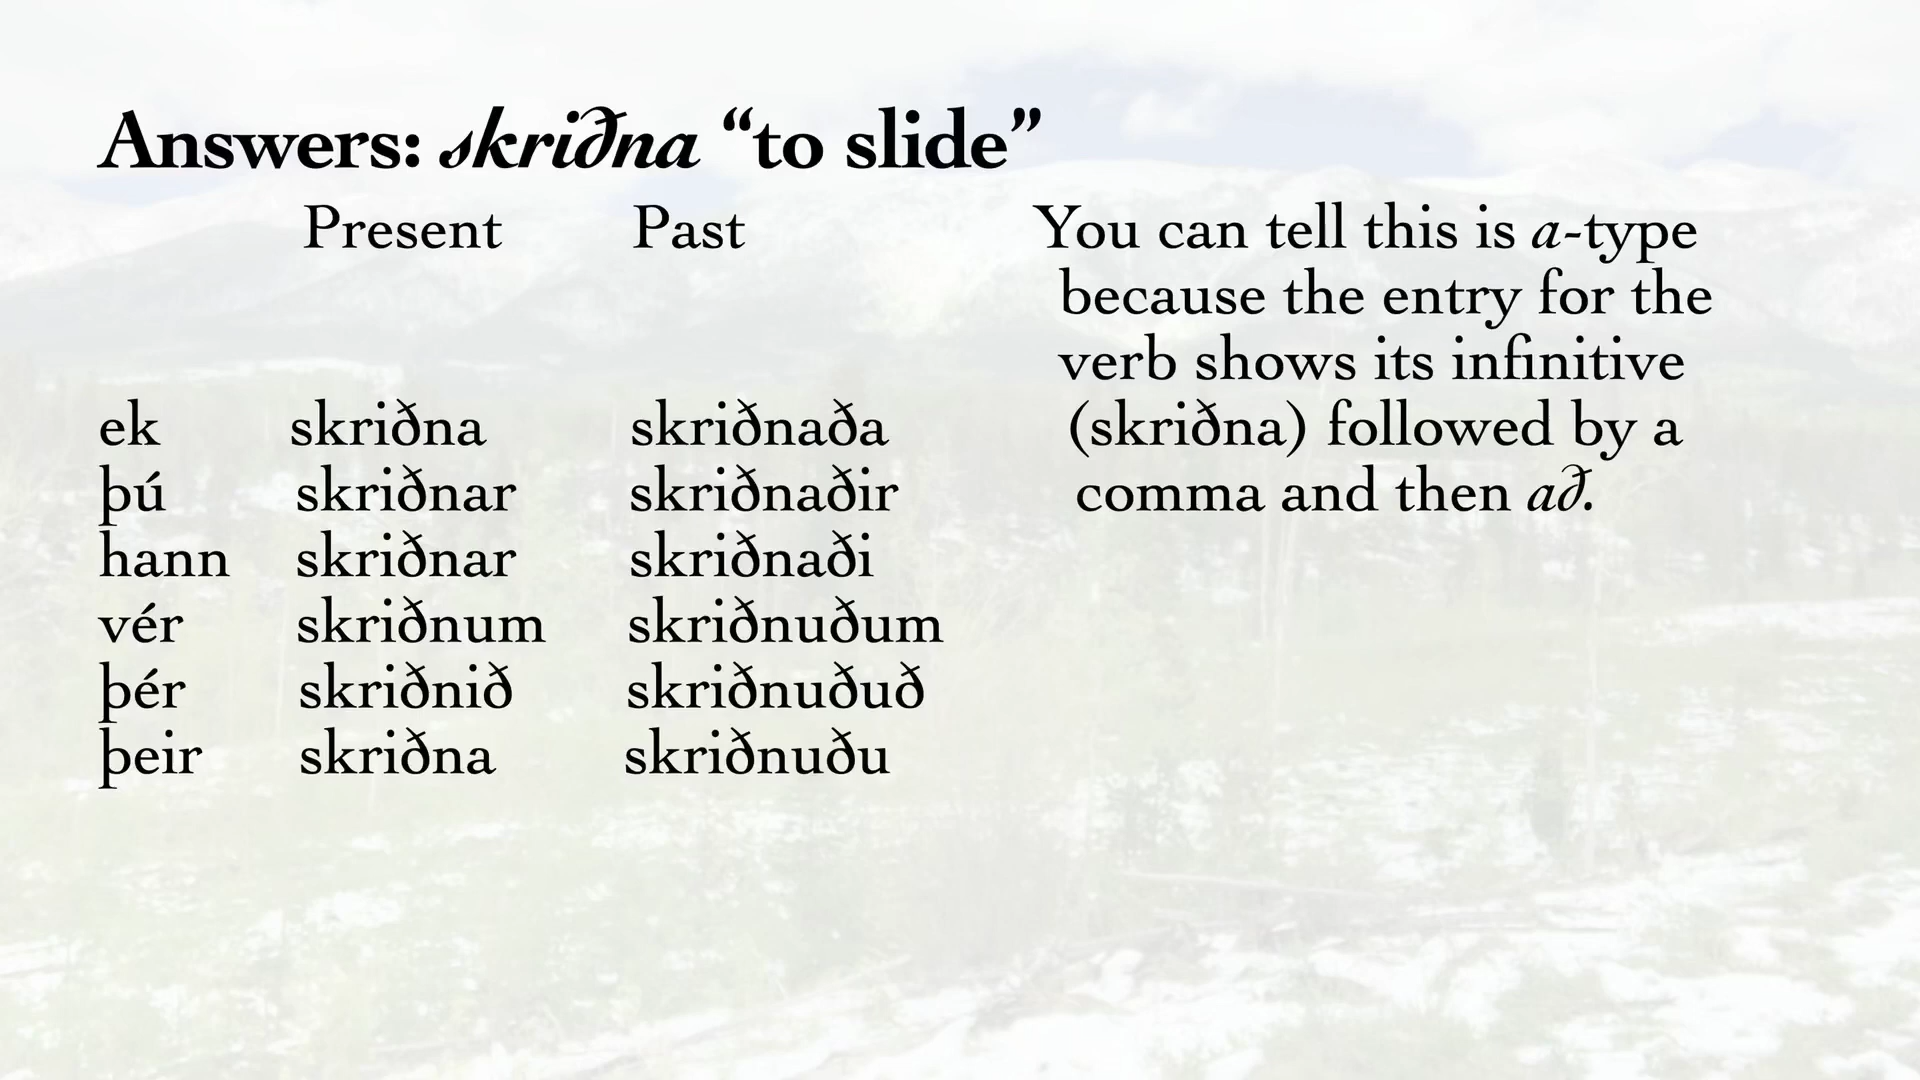 Answers: skriðna “to slide”
Present Past
ek skriðna skriðnaða
þú skriðnar skriðnaðir
hann skriðnar skriðnaði
vér skriðnum skriðnuðum
þér skriðnið skriðnuðuð
þeir skriðna skriðnuðu
You can tell this is a-type
because the entry for the
verb shows its infinitive
(skriðna) followed by a
comma and then að.